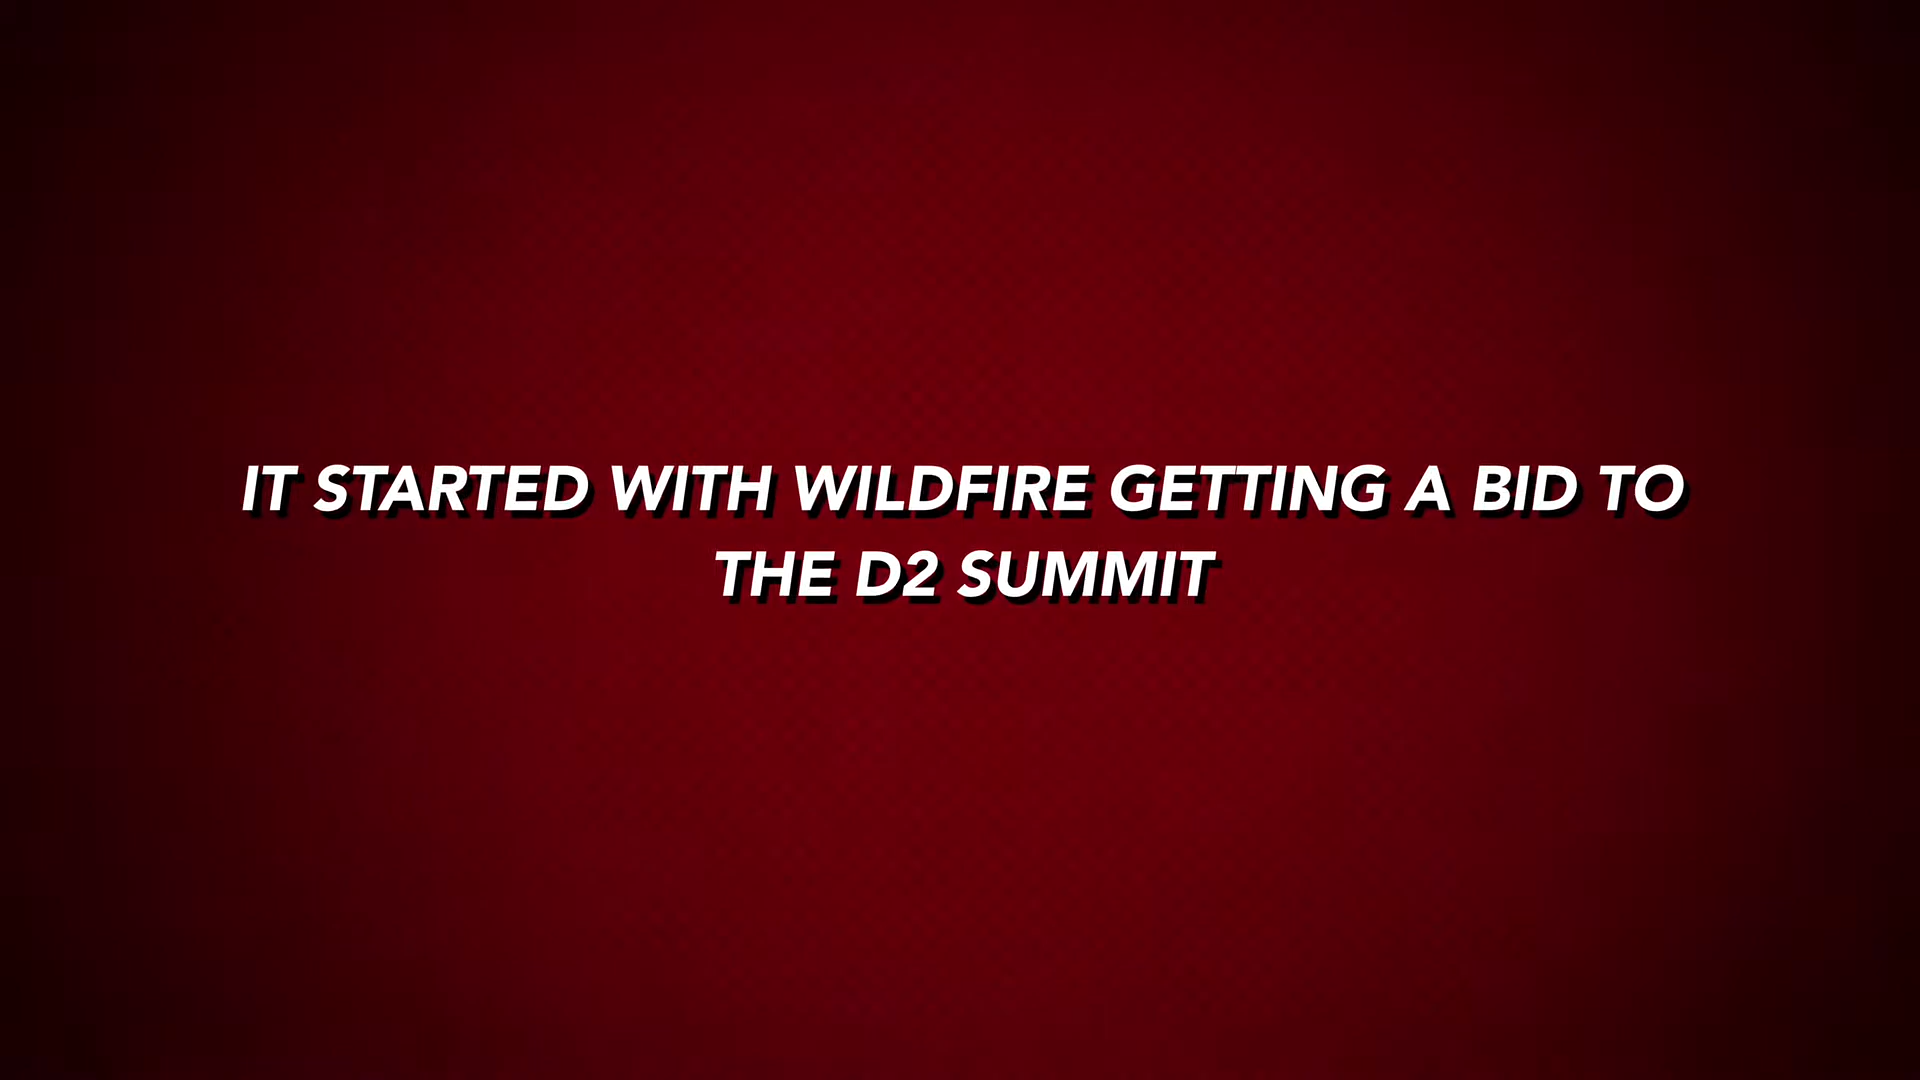 IT STARTED WITH WILDFIRE GETTING A BID TO
THE D2 SUMMIT